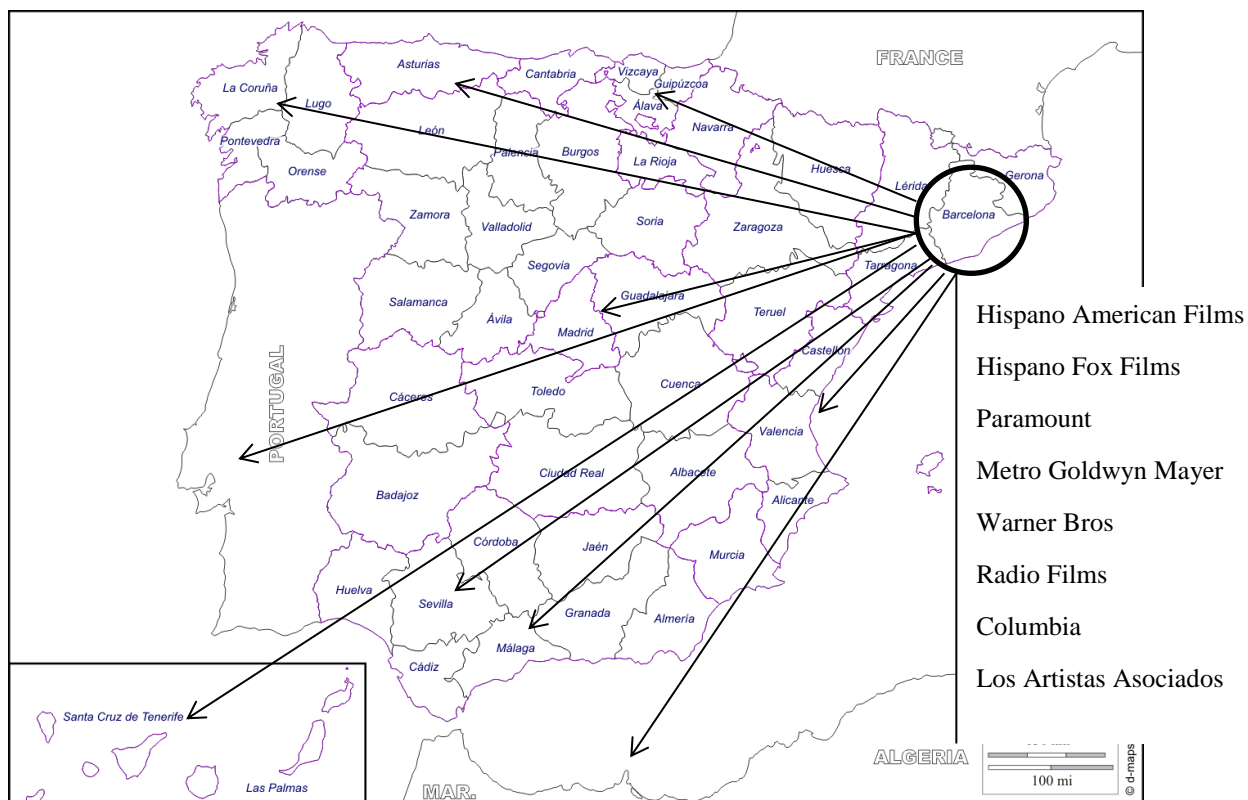 FRANCE
Asturias
Cantabria
Vizcaya
Guipúzcoa
La Coruña
Lugo
Álava
Navarra
León
Pontevedra
Palencia
Burgos
La Rioja
Huesca
Orense
Lérida
Gerona
Barcelona
Zamora
Valladolid
Soria
Zaragoza
Segovia
Tarragona
Salamanca
Guadalajara
Ávila
Madrid
Teruel
Castellón
PORTUGAL
Cáceres
Toledo
Cuenca
Valencia
Ciudad Real
Albacete
Badajoz
Alicante
Córdoba
Jaén
Murcia
Huelva
Sevilla
Granada
Almería
Málaga
Cádiz
Santa Cruz de Tenerife
Las Palmas
MAR.
ALGERIA
Hispano American Films
Hispano Fox Films
Paramount
Metro Goldwyn Mayer
Warner Bros
Radio Films
Columbia
Los Artistas Asociados
100 mi
© d-maps